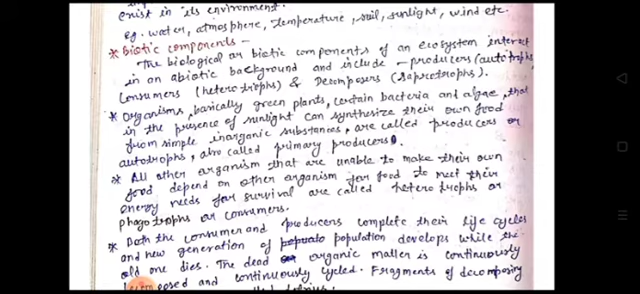 exist in its environment.
eg. water, atmosphere, temperature, soil, sunlight, wind etc.
* Biotic components -
The biological or biotic components of an ecosystem interact
in an abiotic background and include - producers (autotrophs)
Consumers (heterotrophs) & Decomposers (saprotrophs).
* Organisms, basically green plants, certain bacteria and algae, that
in the presence of sunlight can synthesize their own food
from simple inorganic substances, are called producers or
autotrophs, also called primary producers.
* All other organism that are unable to make their own
food depend on other organism for food to meet their
energy needs for survival are called heterotrophs or
phagotrophs or consumers.
* Both the consumer and producers complete their life cycles
and new generation of population develops while the
old one dies. The dead organic matter is continuously
decomposed and continuously cycled. Fragments of decomposing